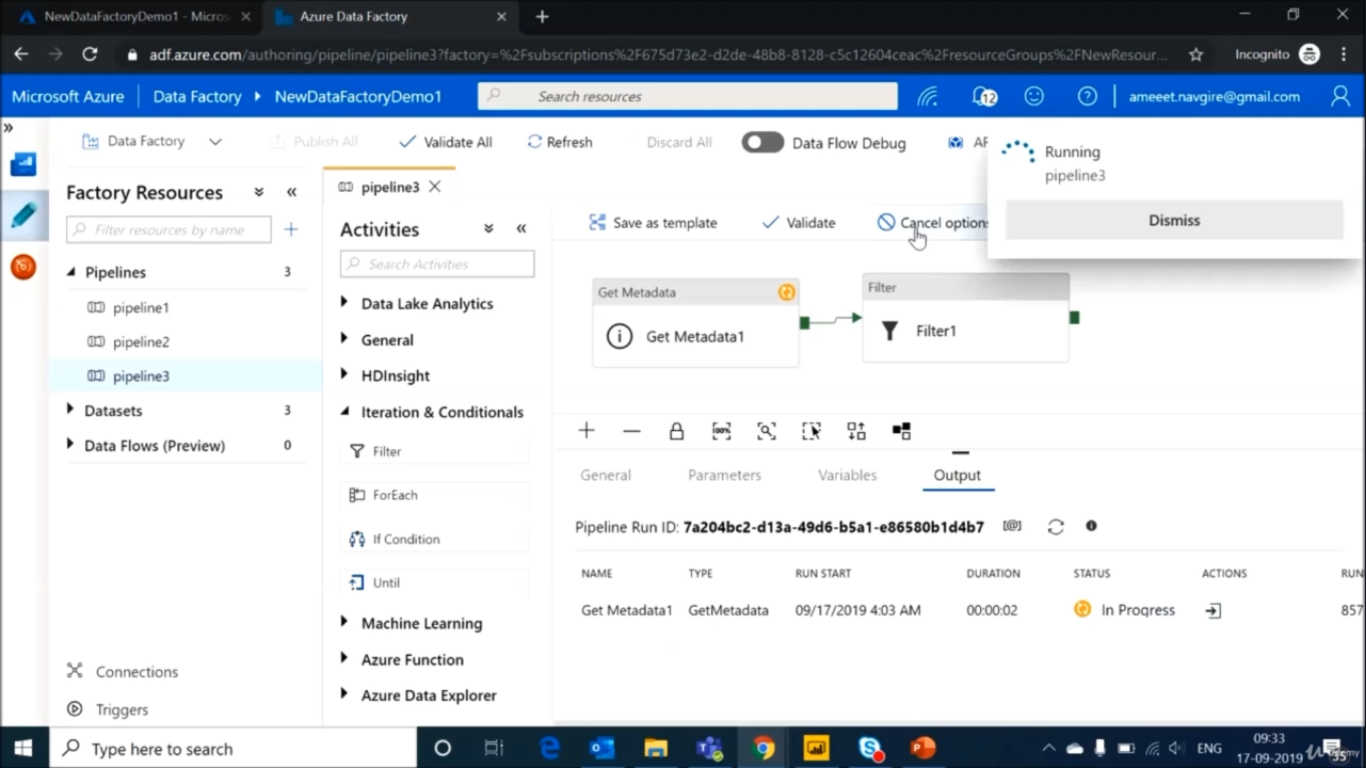 NewDataFactoryDemo1 - Micros
Azure Data Factory
adf.azure.com/authoring/pipeline/pipeline3?factory=%2Fsubscriptions%2F675d73e2-d2de-48b8-8128-c5c12604ceac%2FresourceGroups%2FNewResour...
Incognito
Microsoft Azure
Data Factory
NewDataFactoryDemo1
Search resources
12
ameeet.navgire@gmail.com
Data Factory
Publish All
Validate All
Refresh
Discard All
Data Flow Debug
AR
Running
pipeline3
Dismiss
Factory Resources
Filter resources by name
Pipelines 3
pipeline1
pipeline2
pipeline3
Datasets 3
Data Flows (Preview) 0
Connections
Triggers
pipeline3
Activities
Search Activities
Data Lake Analytics
General
HDInsight
Iteration & Conditionals
Filter
ForEach
If Condition
Until
Machine Learning
Azure Function
Azure Data Explorer
Save as template
Validate
Cancel options
Get Metadata
Get Metadata1
Filter
Filter1
100%
General
Parameters
Variables
Output
Pipeline Run ID: 7a204bc2-d13a-49d6-b5a1-e86580b1d4b7
NAME TYPE RUN START DURATION STATUS ACTIONS RUN
Get Metadata1 GetMetadata 09/17/2019 4:03 AM 00:00:02 In Progress 857
Type here to search
ENG
09:33
17-09-2019